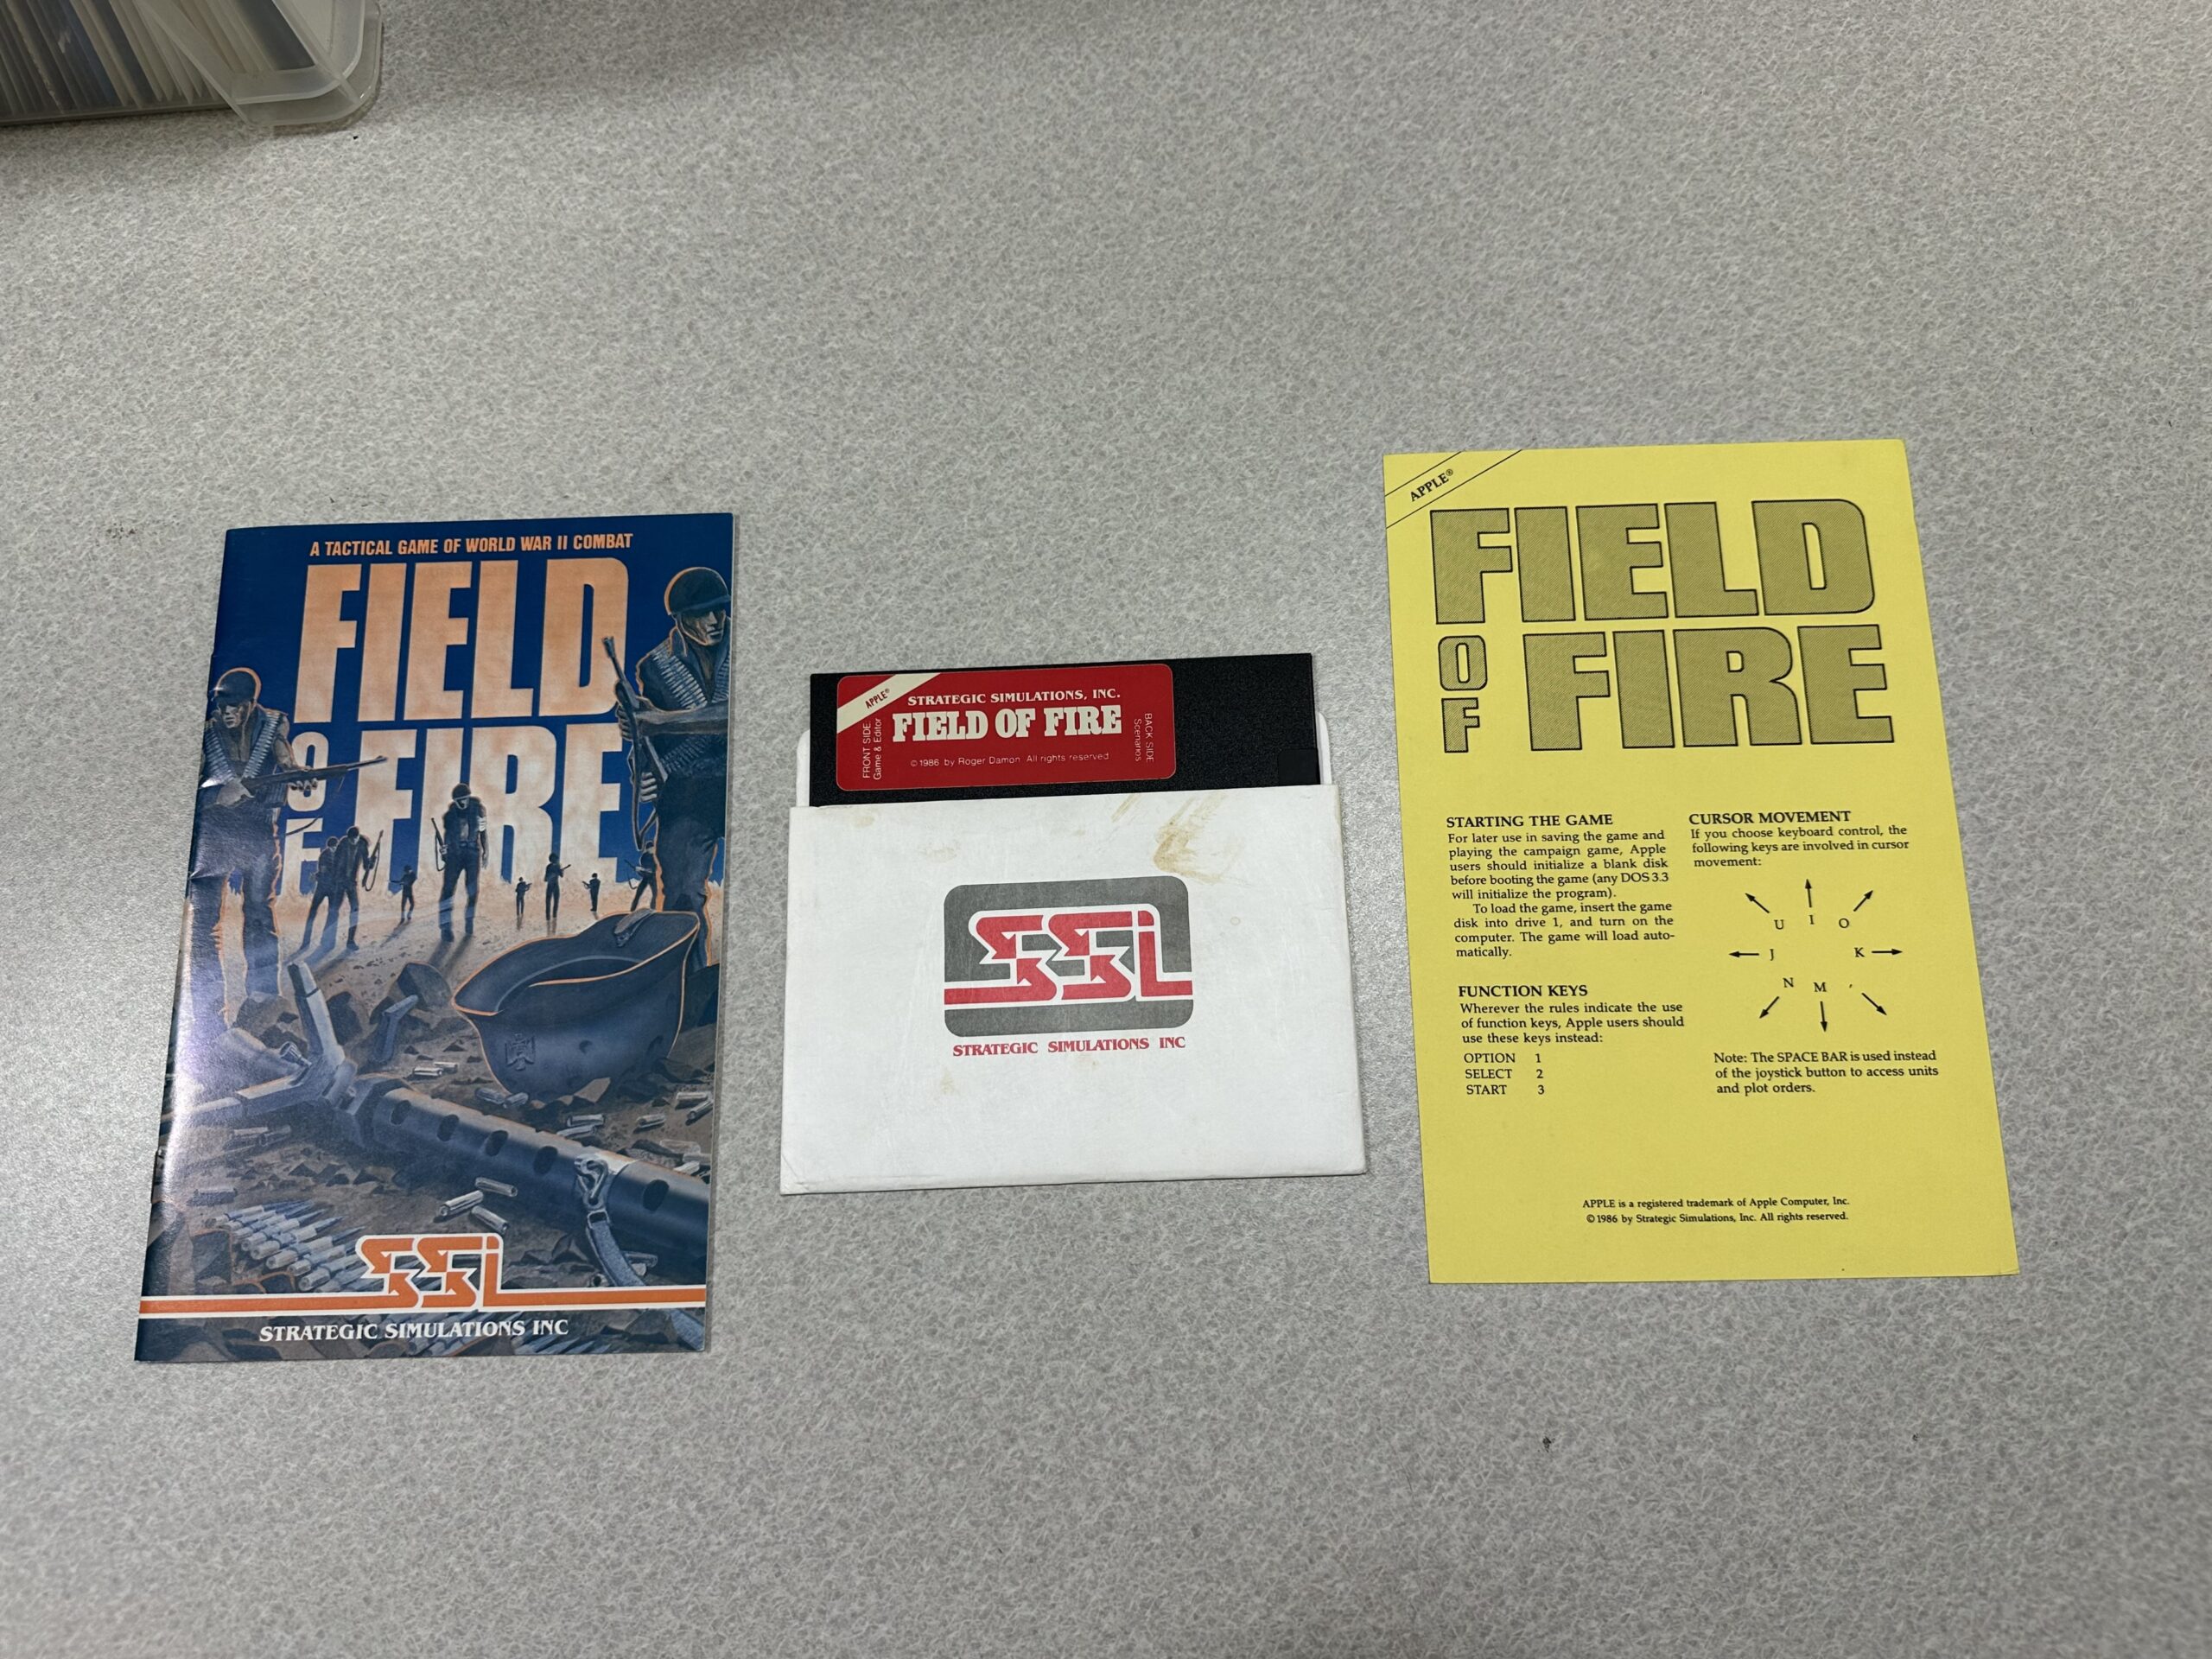 A TACTICAL GAME OF WORLD WAR II COMBAT
FIELD
OF
FIRE
SSI
STRATEGIC SIMULATIONS INC
APPLE®
STRATEGIC SIMULATIONS, INC.
FIELD OF FIRE
© 1986 by Roger Damon All rights reserved
FRONT SIDE
Game & Editor
BACK SIDE
Scenarios
SSI
STRATEGIC SIMULATIONS INC
APPLE®
FIELD
OF
FIRE
STARTING THE GAME
For later use in saving the game and
playing the campaign game, Apple
users should initialize a blank disk
before booting the game (any DOS 3.3
will initialize the program).
To load the game, insert the game
disk into drive 1, and turn on the
computer. The game will load auto-
matically.
FUNCTION KEYS
Wherever the rules indicate the use
of function keys, Apple users should
use these keys instead:
OPTION 1
SELECT 2
START 3
CURSOR MOVEMENT
If you choose keyboard control, the
following keys are involved in cursor
movement:
U I O
J K
N M ,
Note: The SPACE BAR is used instead
of the joystick button to access units
and plot orders.
APPLE is a registered trademark of Apple Computer, Inc.
© 1986 by Strategic Simulations, Inc. All rights reserved.